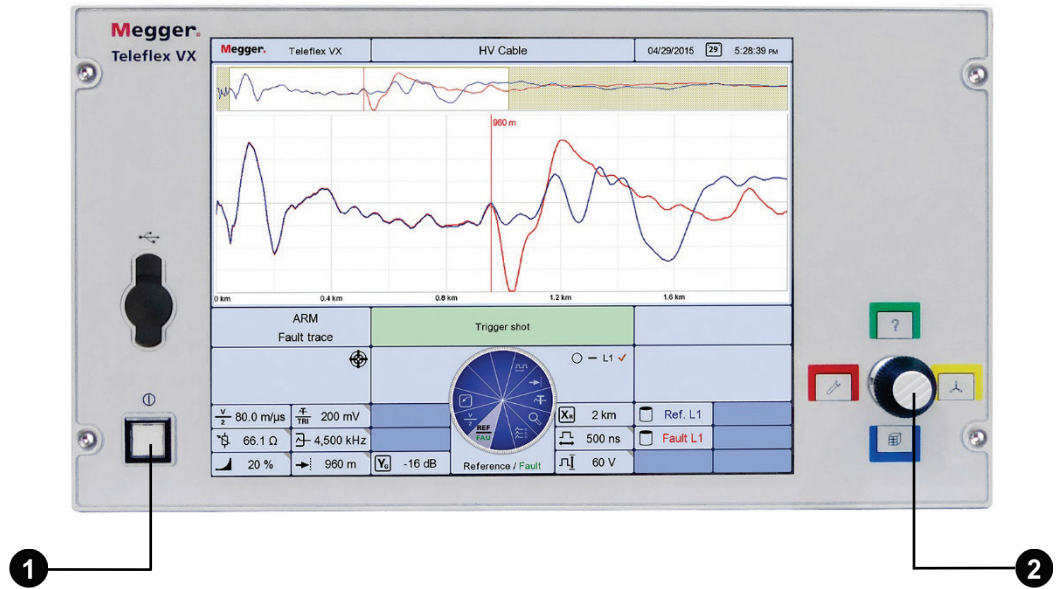 Megger.
Teleflex VX
Megger. Teleflex VX HV Cable 04/29/2015 29 5:28:39 PM
960 m
0 km 0.4 km 0.8 km 1.2 km 1.6 km
ARM
Fault trace
Trigger shot
L1
V/2 80.0 m/µs TRI 200 mV XR 2 km Ref. L1
66.1 Ω 4,500 kHz 500 ns Fault L1
20 % 960 m YG -16 dB 60 V
V/2
REF
FAU
Reference / Fault
?
1
2